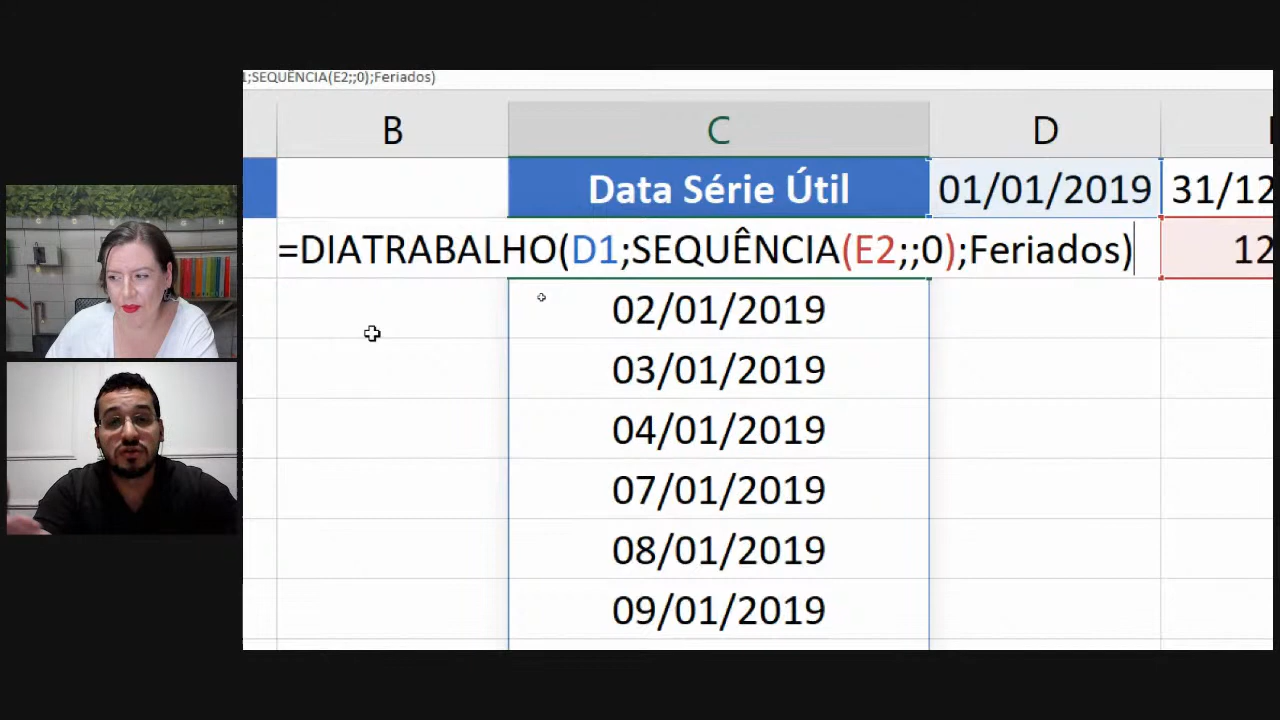 1;SEQUÊNCIA(E2;;0);Feriados)
B C D
Data Série Útil 01/01/2019 31/12
=DIATRABALHO(D1;SEQUÊNCIA(E2;;0);Feriados) 12
02/01/2019
03/01/2019
04/01/2019
07/01/2019
08/01/2019
09/01/2019